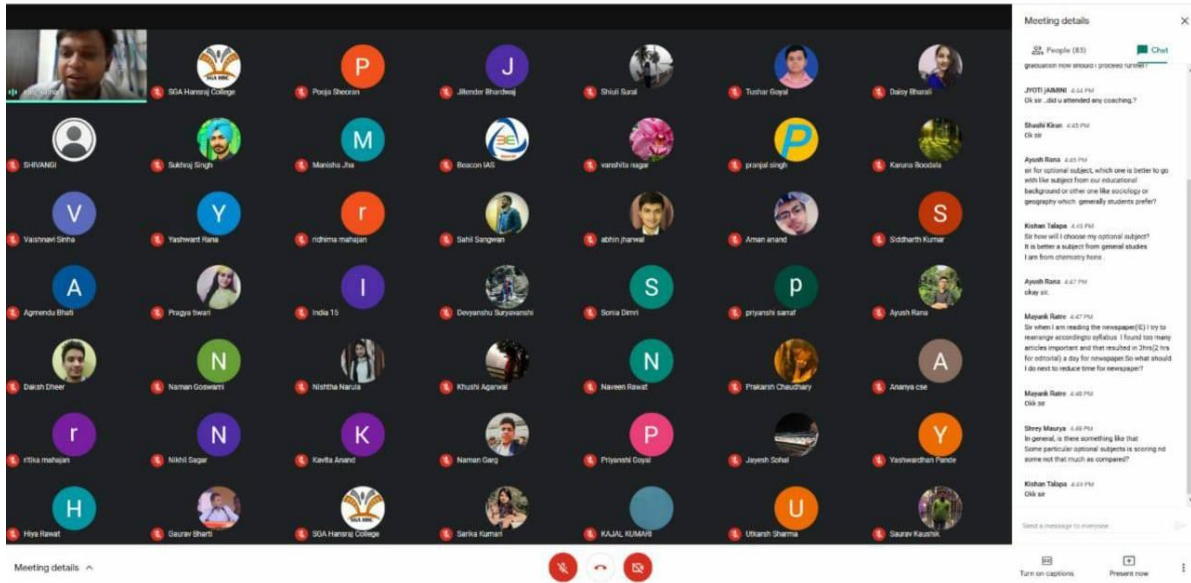 Meeting details
People (83)
Chat
graduation how should i proceed further?
JYOTI JAIMINI 4:44 PM
Ok sir ..did u attended any coaching.?
Shashi Kiran 4:45 PM
Ok sir
Ayush Rana 4:45 PM
sir for optional subject, which one is better to go
with like subject from our educational
background or other one like sociology or
geography which generally students prefer?
Kishan Talapa 4:45 PM
Sir how will I choose my optional subject?
It is better a subject from general studies
I am from chemistry hons .
Ayush Rana 4:47 PM
okay sir.
Mayank Ratre 4:47 PM
Sir when I am reading the newspaper(IE) I try to
rearrange accordingto syllabus I found too many
articles important and that resulted in 3hrs(2 hrs
for editorial) a day for newspaper.So what should
I do next to reduce time for newspaper?
Mayank Ratre 4:48 PM
Okk sir
Shrey Maurya 4:48 PM
In general, is there something like that
Some particular optional subjects is scoring nd
some not that much as compared?
Kishan Talapa 4:49 PM
Okk sir
Send a message to everyone
SGA HRC
P
J
SGA Hansraj College
Pooja Sheoran
Jitender Bhardwaj
Shiuli Sural
Tushar Goyal
Daisy Bharali
M
BE
P
SHIVANGI
Sukhraj Singh
Manisha Jha
Beacon IAS
vanshita nagar
pranjal singh
Karuna Boodala
V
Y
r
S
Vaishnavi Sinha
Yashwant Rana
ridhima mahajan
Sahil Sangwan
abhin jharwal
Aman anand
Siddharth Kumar
A
I
S
p
Agmendu Bhati
Pragya tiwari
India 15
Devyanshu Suryavanshi
Sonia Dimri
priyanshi sarraf
Ayush Rana
N
N
A
Daksh Dheer
Naman Goswami
Nishtha Narula
Khushi Agarwal
Naveen Rawat
Prakarsh Chaudhary
Ananya cse
r
N
K
P
Y
ritika mahajan
Nikhil Sagar
Kavita Anand
Naman Garg
Priyanshi Goyal
Jayesh Sohal
Yashwardhan Pande
H
SGA HRC
U
Hiya Rawat
Gaurav Bharti
SGA Hansraj College
Sarika Kumari
KAJAL KUMARI
Utkarsh Sharma
Saurav Kaushik
Meeting details
Turn on captions
Present now